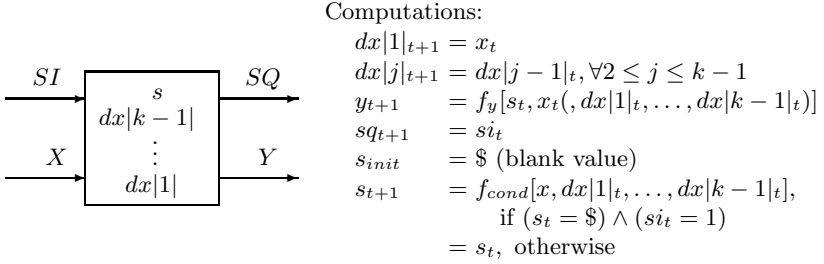 Computations:
dx|1|_{t+1} = x_t
dx|j|_{t+1} = dx|j − 1|_t, ∀2 ≤ j ≤ k − 1
y_{t+1} = f_y[s_t, x_t(, dx|1|_t, . . . , dx|k − 1|_t)]
sq_{t+1} = si_t
s_{init} = $ (blank value)
s_{t+1} = f_{cond}[x, dx|1|_t, . . . , dx|k − 1|_t],
if (s_t = $) ∧ (si_t = 1)
= s_t, otherwise
SI
X
s
dx|k − 1|
⋮
dx|1|
SQ
Y